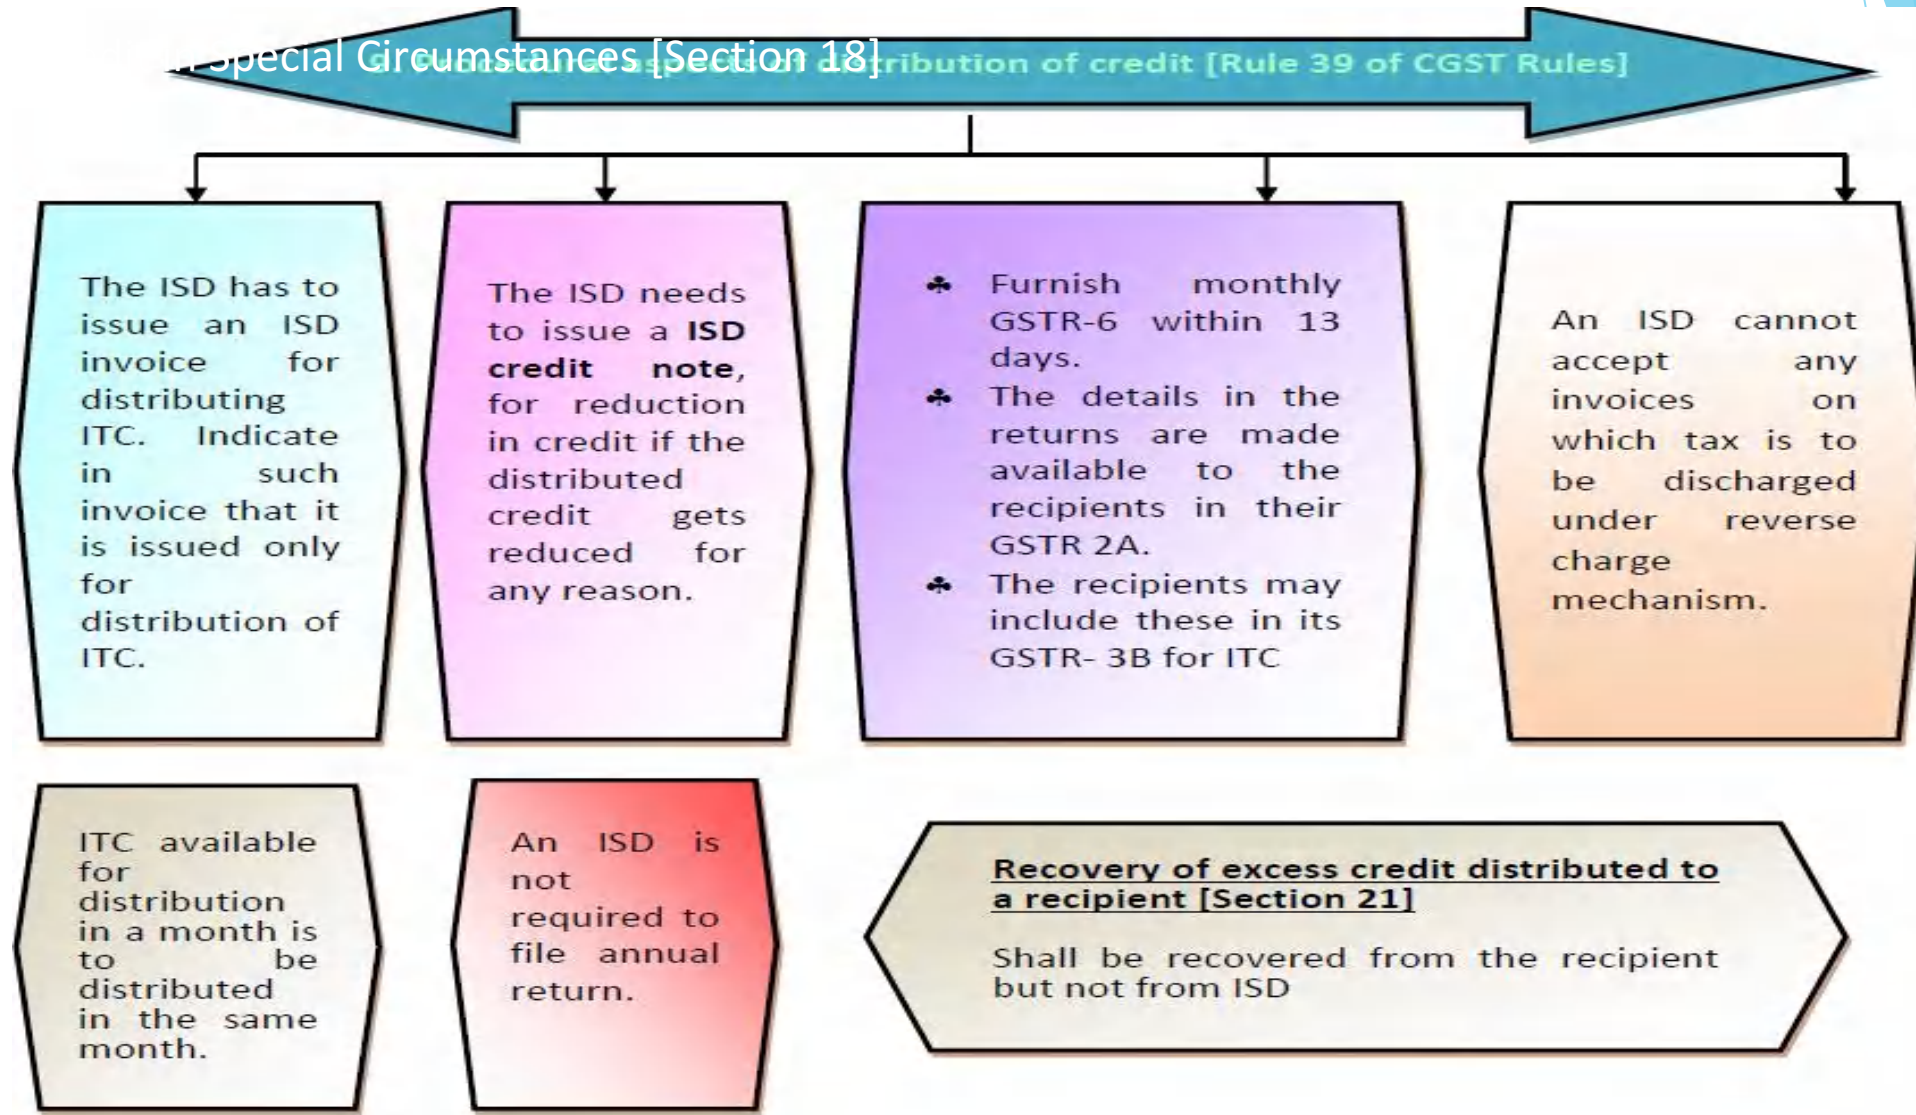 Special Circumstances [Section 18]
9. Procedural aspects of distribution of credit [Rule 39 of CGST Rules]
The ISD has to
issue an ISD
invoice for
distributing
ITC. Indicate
in such
invoice that it
is issued only
for
distribution of
ITC.
The ISD needs
to issue a ISD
credit note,
for reduction
in credit if the
distributed
credit gets
reduced for
any reason.
♣ Furnish monthly
GSTR-6 within 13
days.
♣ The details in the
returns are made
available to the
recipients in their
GSTR 2A.
♣ The recipients may
include these in its
GSTR- 3B for ITC
An ISD cannot
accept any
invoices on
which tax is to
be discharged
under reverse
charge
mechanism.
ITC available
for
distribution
in a month is
to be
distributed
in the same
month.
An ISD is
not
required to
file annual
return.
Recovery of excess credit distributed to
a recipient [Section 21]
Shall be recovered from the recipient
but not from ISD